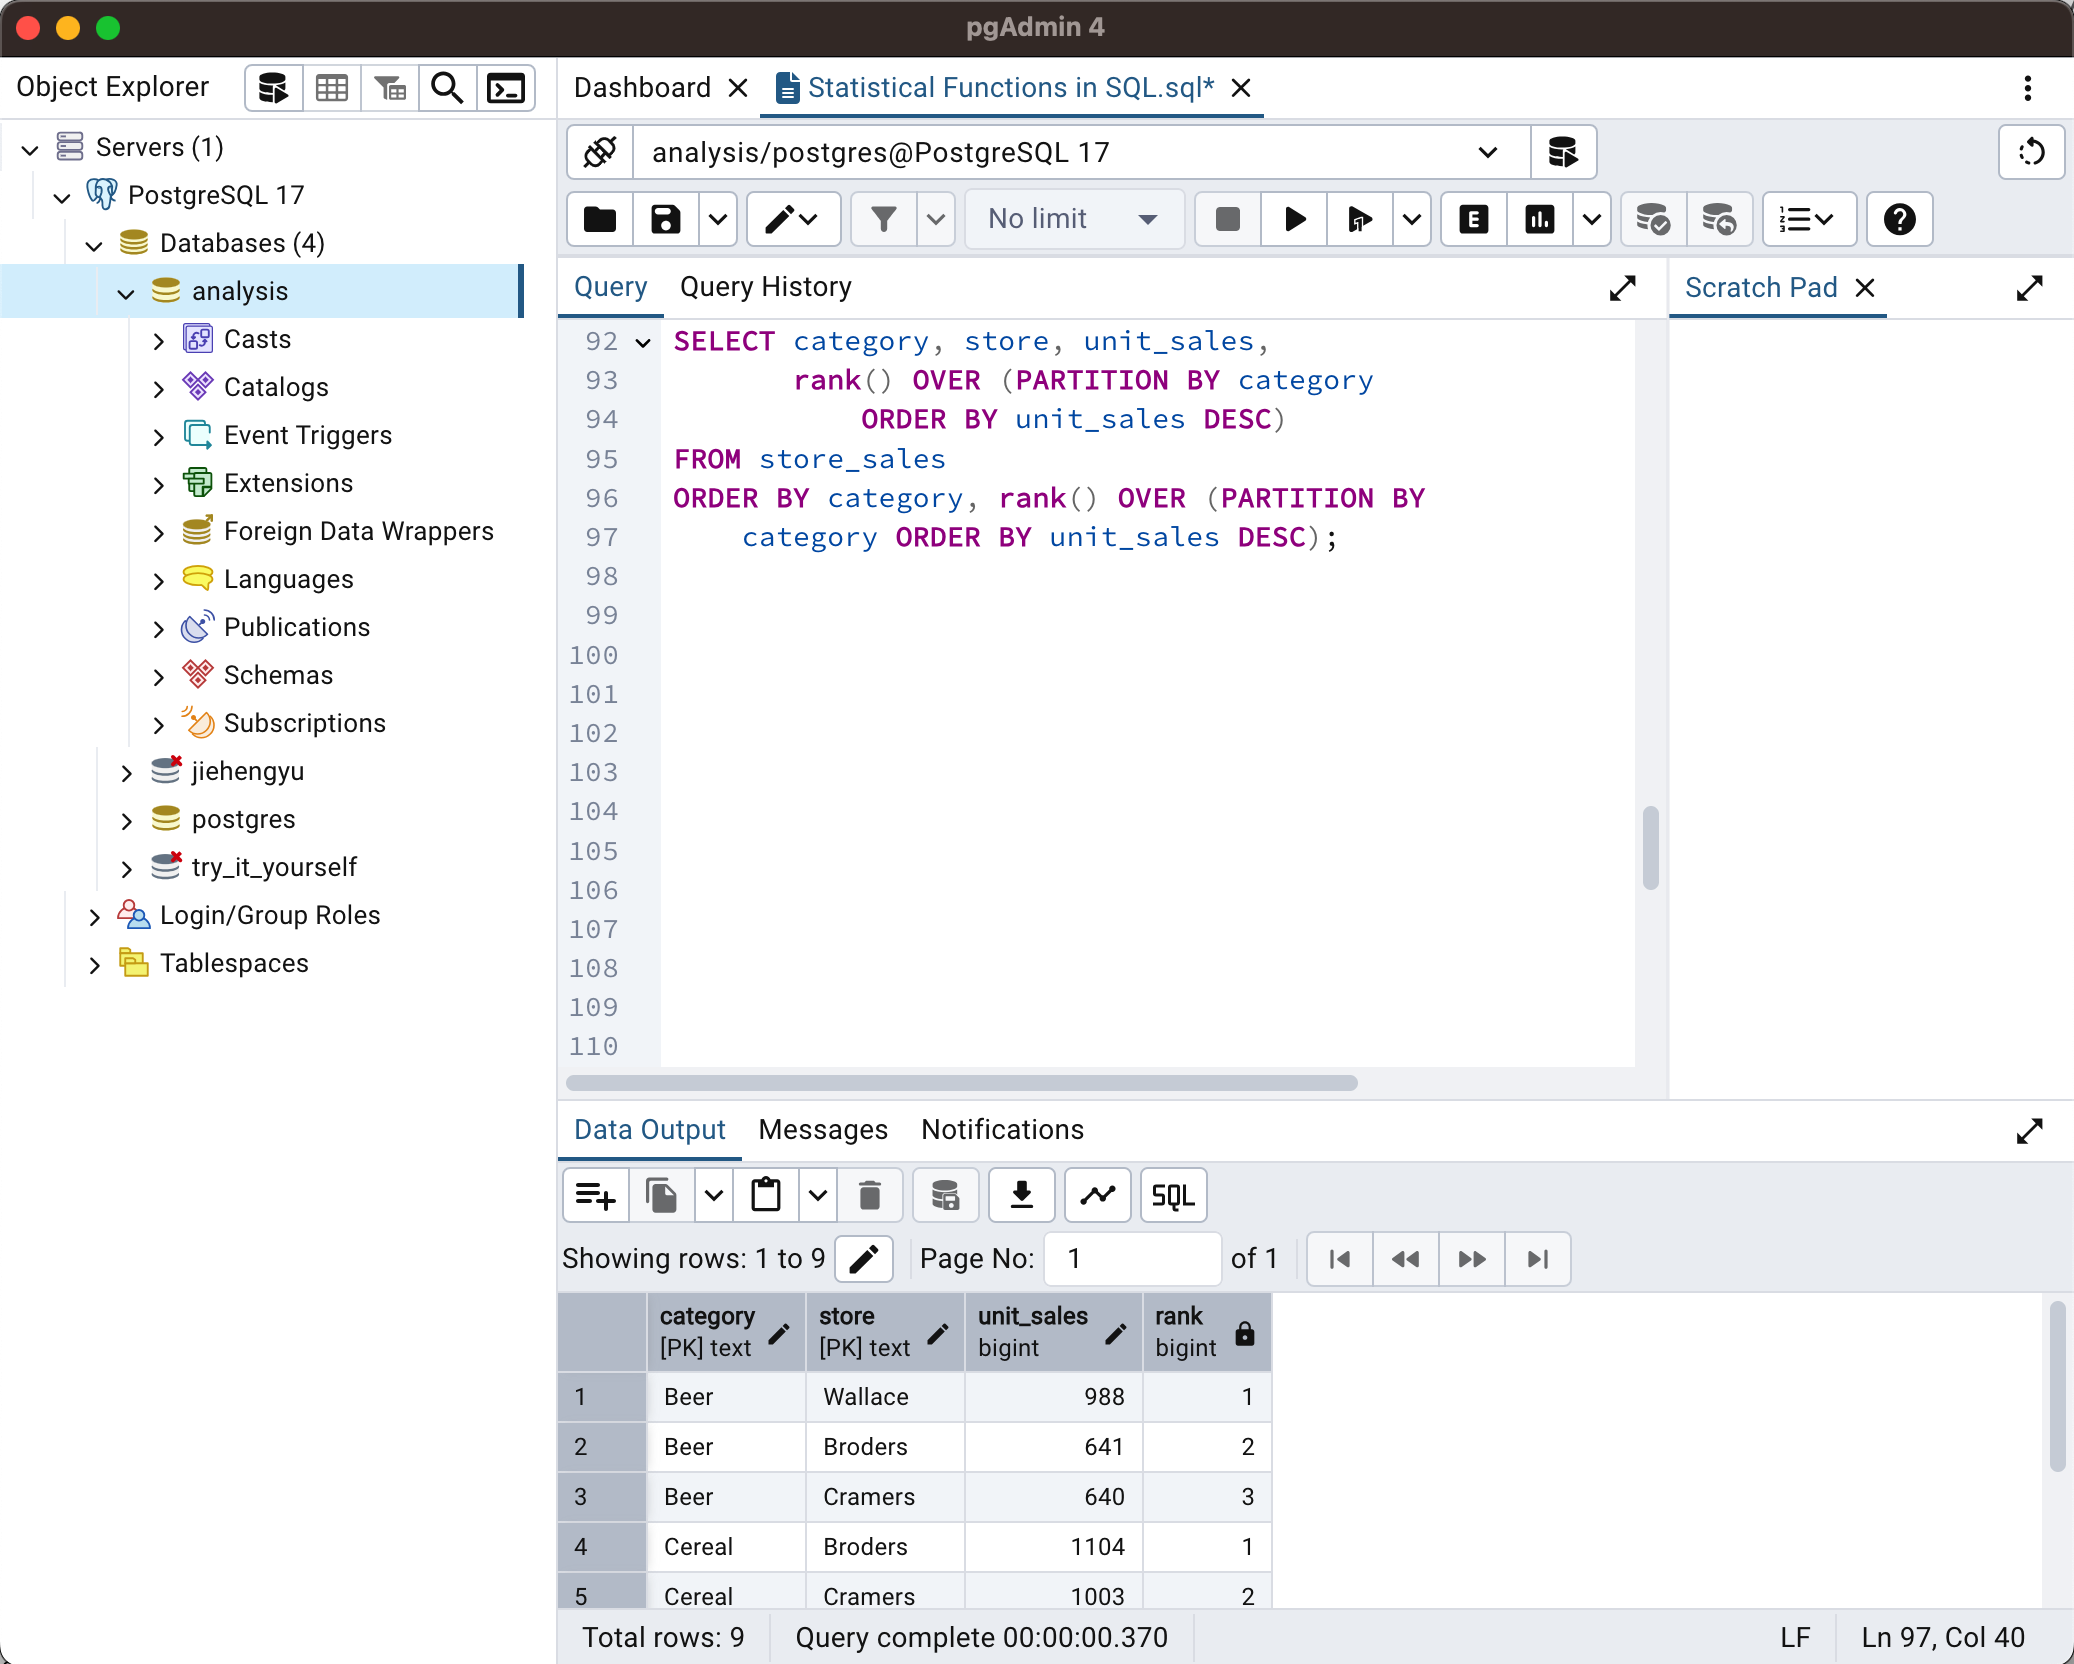 pgAdmin 4
Object Explorer
Servers (1)
PostgreSQL 17
Databases (4)
analysis
Casts
Catalogs
Event Triggers
Extensions
Foreign Data Wrappers
Languages
Publications
Schemas
Subscriptions
jiehengyu
postgres
try_it_yourself
Login/Group Roles
Tablespaces
Dashboard
Statistical Functions in SQL.sql*
analysis/postgres@PostgreSQL 17
No limit
E
Query Query History
Scratch Pad
92 SELECT category, store, unit_sales,
93 rank() OVER (PARTITION BY category
94 ORDER BY unit_sales DESC)
95 FROM store_sales
96 ORDER BY category, rank() OVER (PARTITION BY
97 category ORDER BY unit_sales DESC);
98
99
100
101
102
103
104
105
106
107
108
109
110
Data Output Messages Notifications
SQL
Showing rows: 1 to 9 Page No: 1 of 1
category store unit_sales rank
[PK] text [PK] text bigint bigint
1 Beer Wallace 988 1
2 Beer Broders 641 2
3 Beer Cramers 640 3
4 Cereal Broders 1104 1
5 Cereal Cramers 1003 2
Total rows: 9 Query complete 00:00:00.370 LF Ln 97, Col 40